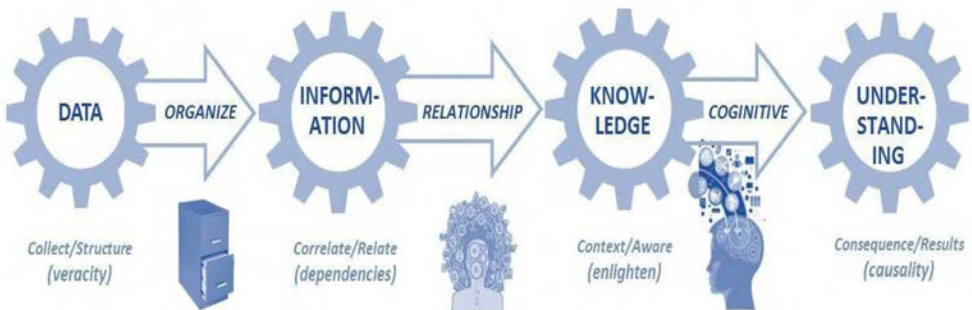 DATA
ORGANIZE
INFORM-
ATION
RELATIONSHIP
KNOW-
LEDGE
COGINITIVE
UNDER-
STAND-
ING
Collect/Structure
(veracity)
Correlate/Relate
(dependencies)
Context/Aware
(enlighten)
Consequence/Results
(causality)